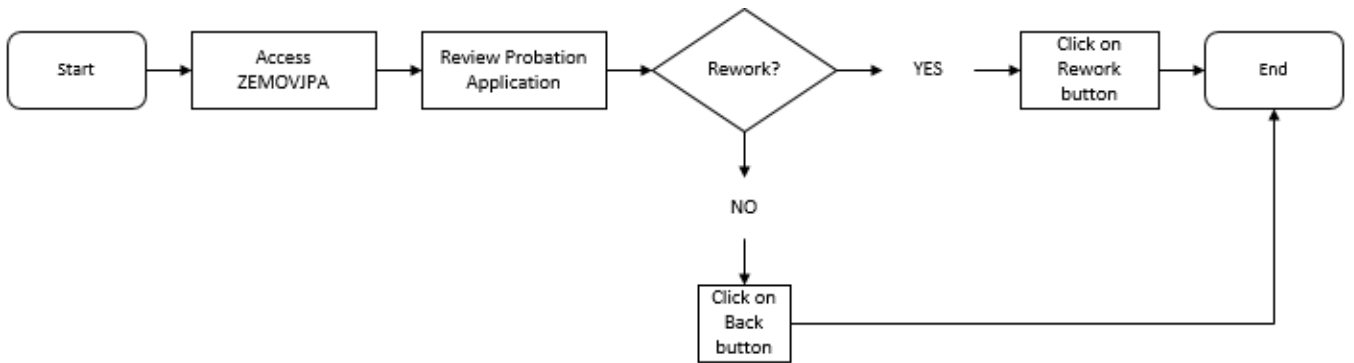 Start
Access
ZEMOVJPA
Review Probation
Application
Rework?
YES
Click on
Rework
button
End
NO
Click on
Back
button